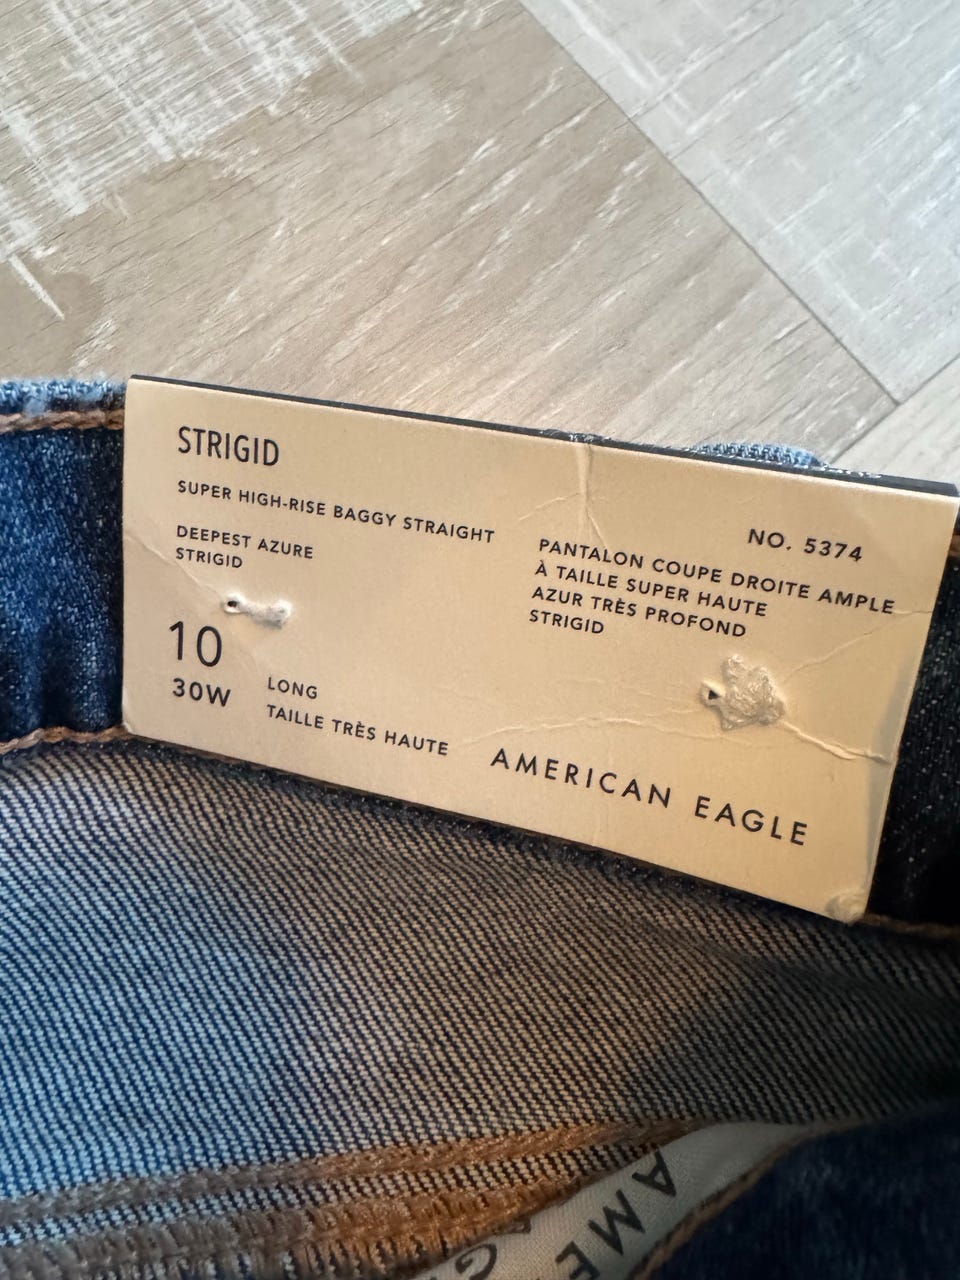 STRIGID
SUPER HIGH-RISE BAGGY STRAIGHT
DEEPEST AZURE
STRIGID
NO. 5374
PANTALON COUPE DROITE AMPLE
À TAILLE SUPER HAUTE
AZUR TRÈS PROFOND
STRIGID
10
30W
LONG
TAILLE TRÈS HAUTE
AMERICAN EAGLE
AME